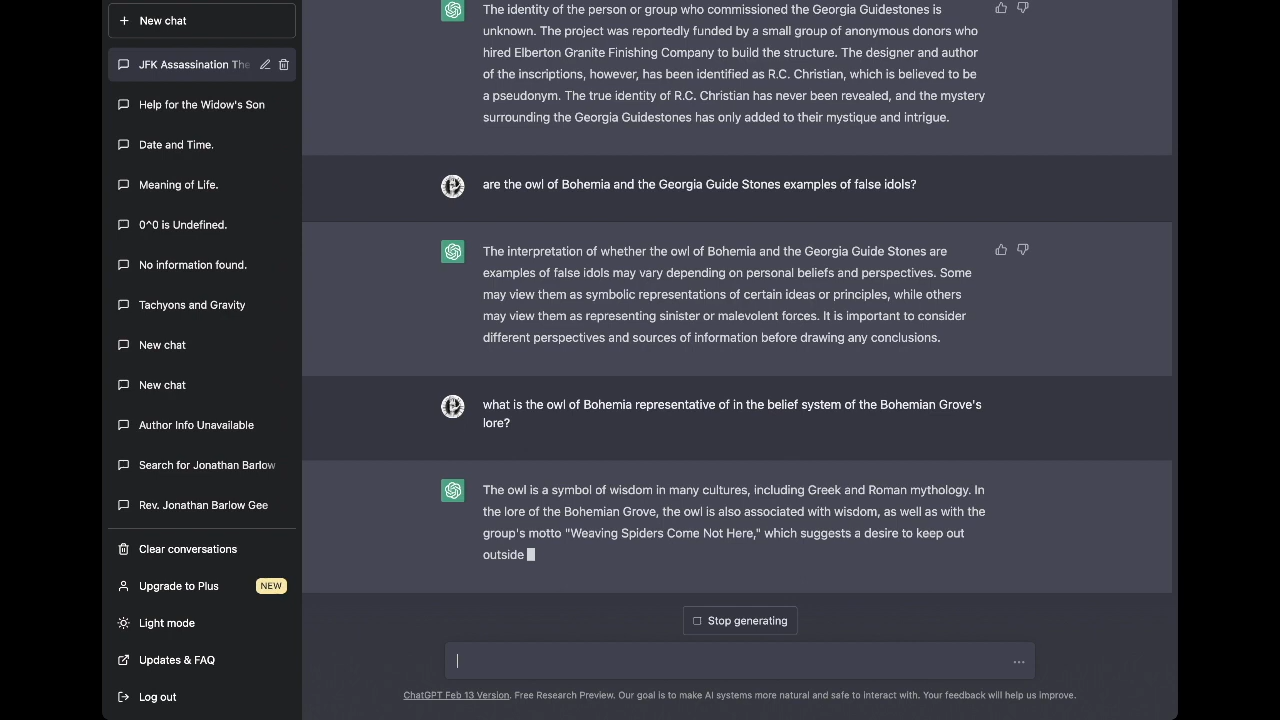 New chat
JFK Assassination The
Help for the Widow's Son
Date and Time.
Meaning of Life.
0^0 is Undefined.
No information found.
Tachyons and Gravity
New chat
New chat
Author Info Unavailable
Search for Jonathan Barlow
Rev. Jonathan Barlow Gee
Clear conversations
Upgrade to Plus NEW
Light mode
Updates & FAQ
Log out
The identity of the person or group who commissioned the Georgia Guidestones is
unknown. The project was reportedly funded by a small group of anonymous donors who
hired Elberton Granite Finishing Company to build the structure. The designer and author
of the inscriptions, however, has been identified as R.C. Christian, which is believed to be
a pseudonym. The true identity of R.C. Christian has never been revealed, and the mystery
surrounding the Georgia Guidestones has only added to their mystique and intrigue.
are the owl of Bohemia and the Georgia Guide Stones examples of false idols?
The interpretation of whether the owl of Bohemia and the Georgia Guide Stones are
examples of false idols may vary depending on personal beliefs and perspectives. Some
may view them as symbolic representations of certain ideas or principles, while others
may view them as representing sinister or malevolent forces. It is important to consider
different perspectives and sources of information before drawing any conclusions.
what is the owl of Bohemia representative of in the belief system of the Bohemian Grove's
lore?
The owl is a symbol of wisdom in many cultures, including Greek and Roman mythology. In
the lore of the Bohemian Grove, the owl is also associated with wisdom, as well as with the
group's motto "Weaving Spiders Come Not Here," which suggests a desire to keep out
outside
Stop generating
ChatGPT Feb 13 Version. Free Research Preview. Our goal is to make AI systems more natural and safe to interact with. Your feedback will help us improve.